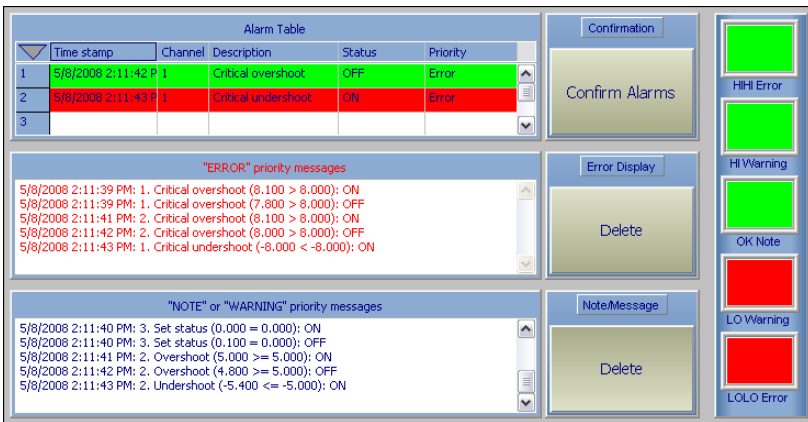 Alarm Table
Time stamp Channel Description Status Priority
1 5/8/2008 2:11:42 P 1 Critical overshoot OFF Error
2 5/8/2008 2:11:43 P 1 Critical undershoot ON Error
3
Confirmation
Confirm Alarms
"ERROR" priority messages
5/8/2008 2:11:39 PM: 1. Critical overshoot (8.100 > 8.000): ON
5/8/2008 2:11:39 PM: 1. Critical overshoot (7.800 > 8.000): OFF
5/8/2008 2:11:41 PM: 2. Critical overshoot (8.100 > 8.000): ON
5/8/2008 2:11:42 PM: 2. Critical overshoot (8.000 > 8.000): OFF
5/8/2008 2:11:43 PM: 1. Critical undershoot (-8.000 < -8.000): ON
Error Display
Delete
"NOTE" or "WARNING" priority messages
5/8/2008 2:11:40 PM: 3. Set status (0.000 = 0.000): ON
5/8/2008 2:11:40 PM: 3. Set status (0.100 = 0.000): OFF
5/8/2008 2:11:41 PM: 2. Overshoot (5.000 >= 5.000): ON
5/8/2008 2:11:42 PM: 2. Overshoot (4.800 >= 5.000): OFF
5/8/2008 2:11:43 PM: 2. Undershoot (-5.400 <= -5.000): ON
Note/Message
Delete
HIHI Error
HI Warning
OK Note
LO Warning
LOLO Error